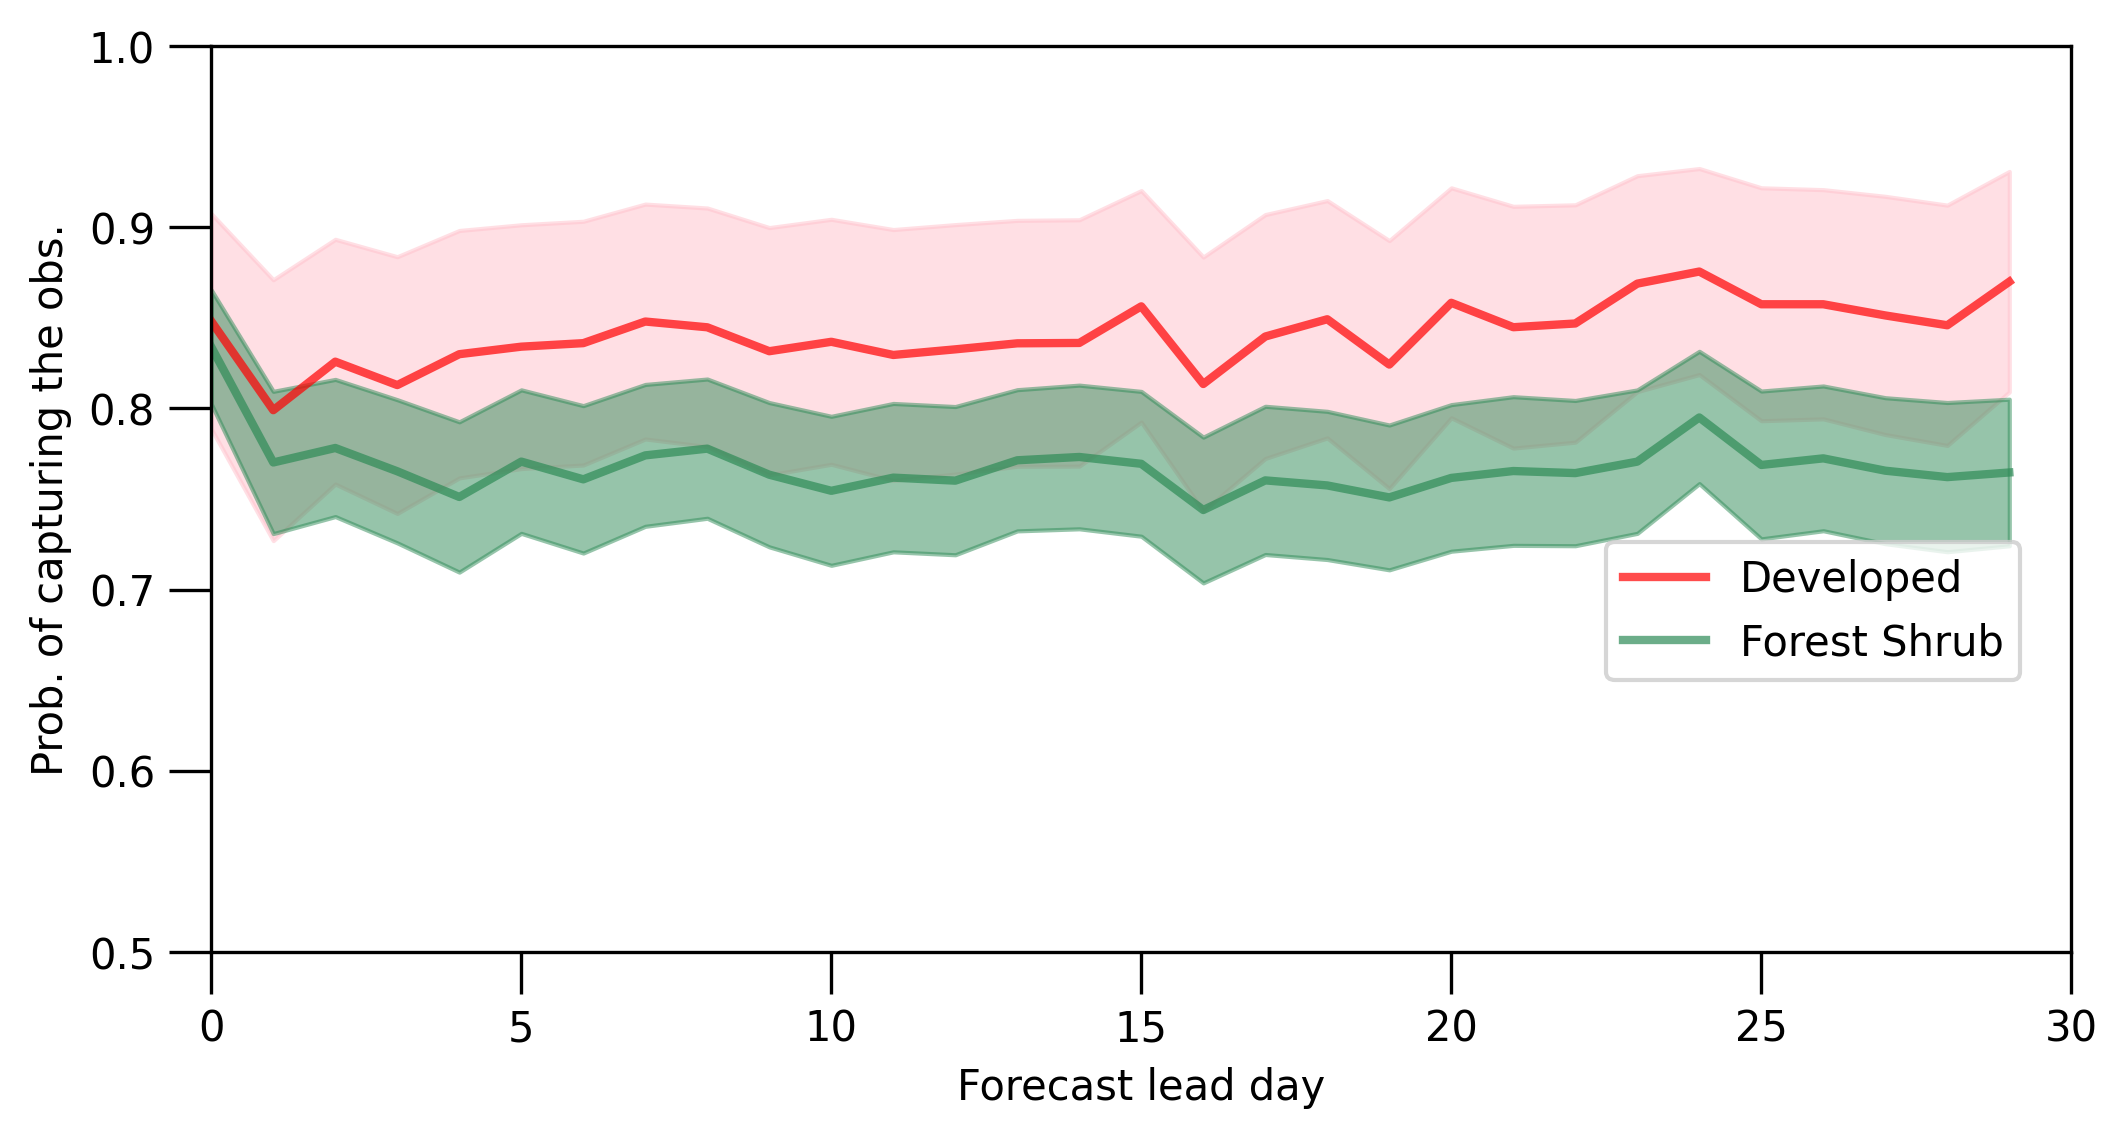 1.0
0.9
0.8
0.7
0.6
0.5
Prob. of capturing the obs.
Developed
Forest Shrub
0 5 10 15 20 25 30
Forecast lead day